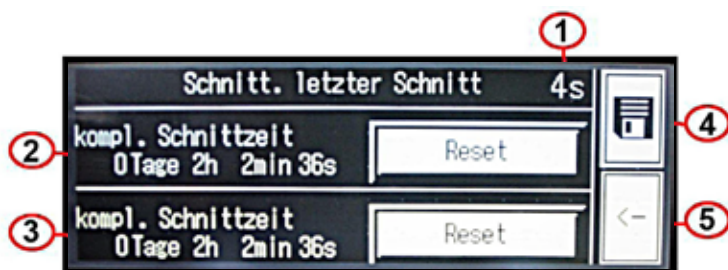 1
Schnitt. letzter Schnitt 4s
2
kompl. Schnittzeit
0Tage 2h 2min 36s
Reset
4
3
kompl. Schnittzeit
0Tage 2h 2min 36s
Reset
<-
5